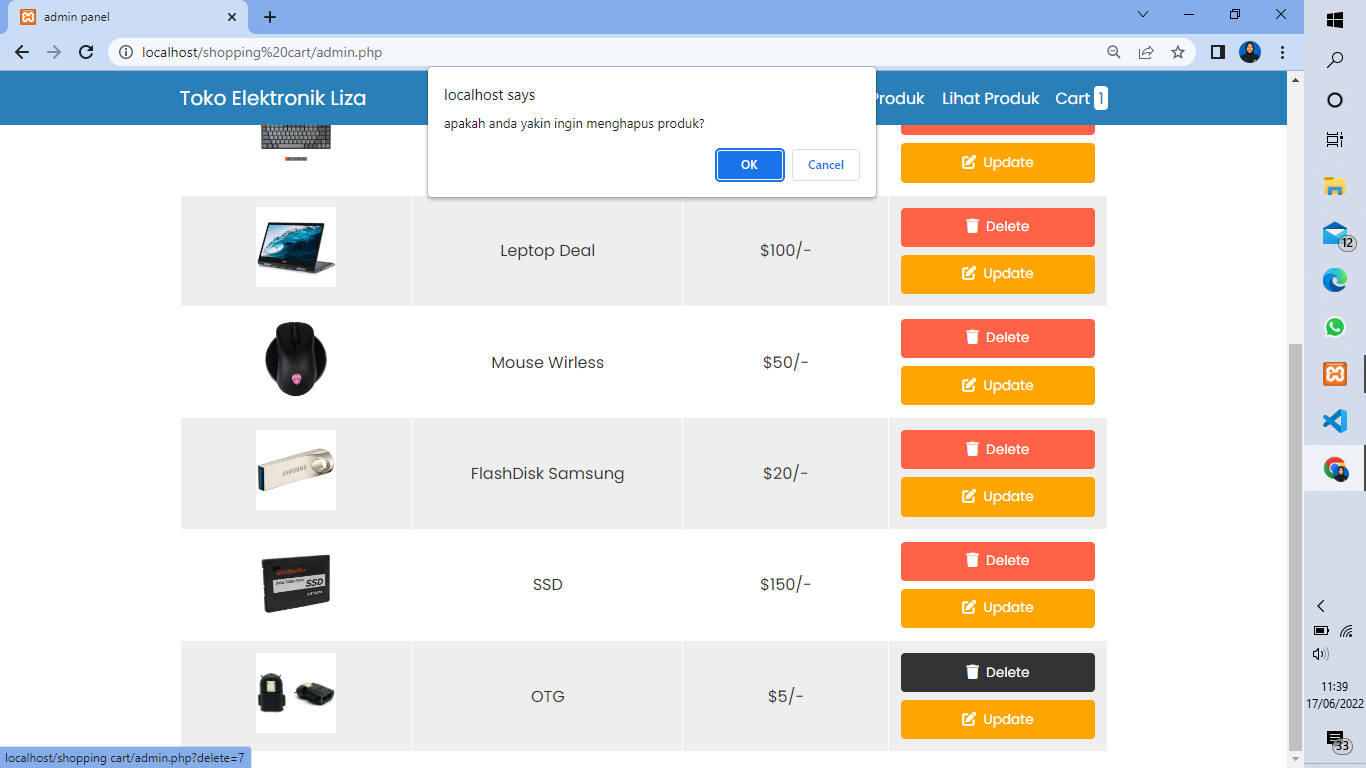 admin panel
localhost/shopping%20cart/admin.php
Toko Elektronik Liza
Produk
Lihat Produk
Cart 1
localhost says
apakah anda yakin ingin menghapus produk?
OK
Cancel
Update
Leptop Deal
$100/-
Delete
Update
Mouse Wirless
$50/-
Delete
Update
SAMSUNG
FlashDisk Samsung
$20/-
Delete
Update
Goldenfir
SSD
SSD
$150/-
Delete
Update
OTG
$5/-
Delete
Update
localhost/shopping cart/admin.php?delete=7
12
11:39
17/06/2022
33